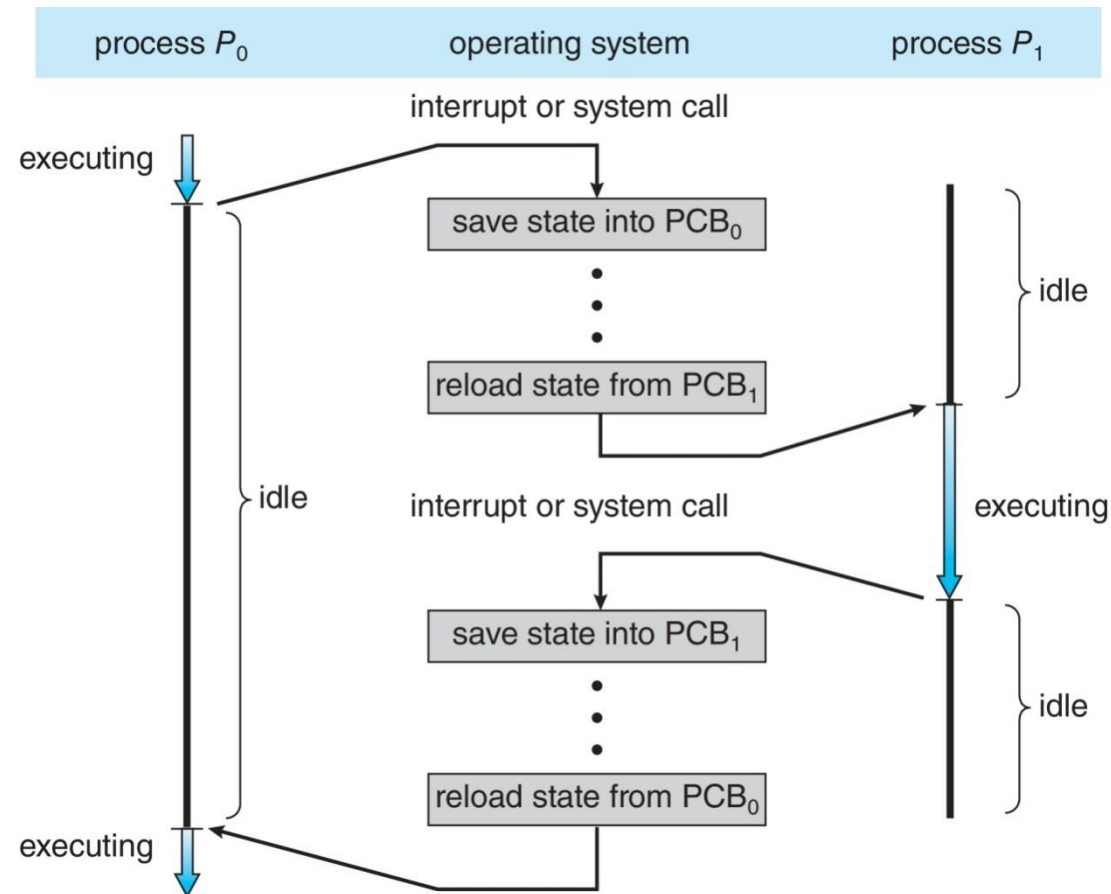 process P₀ operating system process P₁
interrupt or system call
executing
save state into PCB₀
idle
reload state from PCB₁
idle
interrupt or system call
executing
save state into PCB₁
idle
reload state from PCB₀
executing